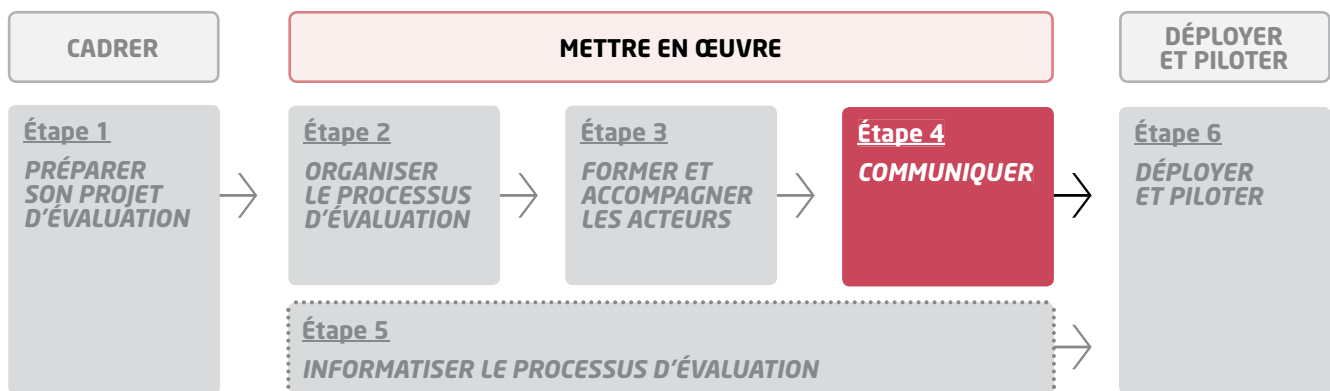 CADRER
METTRE EN ŒUVRE
DÉPLOYER
ET PILOTER
Étape 1
PRÉPARER
SON PROJET
D'ÉVALUATION
Étape 2
ORGANISER
LE PROCESSUS
D'ÉVALUATION
Étape 3
FORMER ET
ACCOMPAGNER
LES ACTEURS
Étape 4
COMMUNIQUER
Étape 6
DÉPLOYER
ET PILOTER
Étape 5
INFORMATISER LE PROCESSUS D'ÉVALUATION